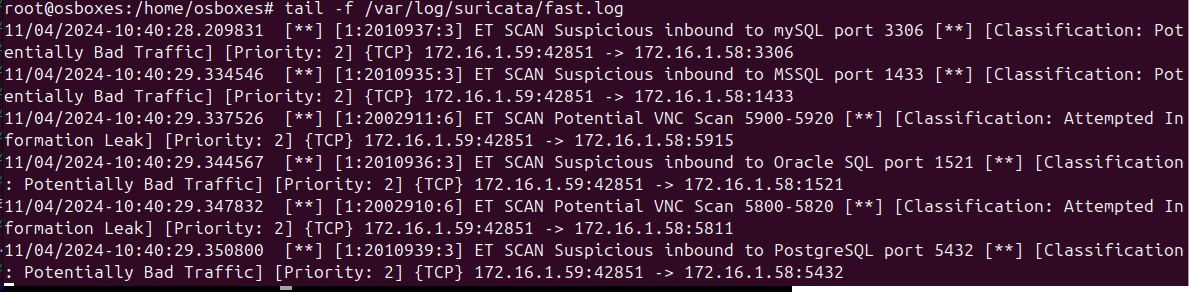 root@osboxes:/home/osboxes# tail -f /var/log/suricata/fast.log
11/04/2024-10:40:28.209831  [**] [1:2010937:3] ET SCAN Suspicious inbound to mySQL port 3306 [**] [Classification: Pot
entially Bad Traffic] [Priority: 2] {TCP} 172.16.1.59:42851 -> 172.16.1.58:3306
11/04/2024-10:40:29.334546  [**] [1:2010935:3] ET SCAN Suspicious inbound to MSSQL port 1433 [**] [Classification: Pot
entially Bad Traffic] [Priority: 2] {TCP} 172.16.1.59:42851 -> 172.16.1.58:1433
11/04/2024-10:40:29.337526  [**] [1:2002911:6] ET SCAN Potential VNC Scan 5900-5920 [**] [Classification: Attempted In
formation Leak] [Priority: 2] {TCP} 172.16.1.59:42851 -> 172.16.1.58:5915
11/04/2024-10:40:29.344567  [**] [1:2010936:3] ET SCAN Suspicious inbound to Oracle SQL port 1521 [**] [Classification
: Potentially Bad Traffic] [Priority: 2] {TCP} 172.16.1.59:42851 -> 172.16.1.58:1521
11/04/2024-10:40:29.347832  [**] [1:2002910:6] ET SCAN Potential VNC Scan 5800-5820 [**] [Classification: Attempted In
formation Leak] [Priority: 2] {TCP} 172.16.1.59:42851 -> 172.16.1.58:5811
11/04/2024-10:40:29.350800  [**] [1:2010939:3] ET SCAN Suspicious inbound to PostgreSQL port 5432 [**] [Classification
: Potentially Bad Traffic] [Priority: 2] {TCP} 172.16.1.59:42851 -> 172.16.1.58:5432